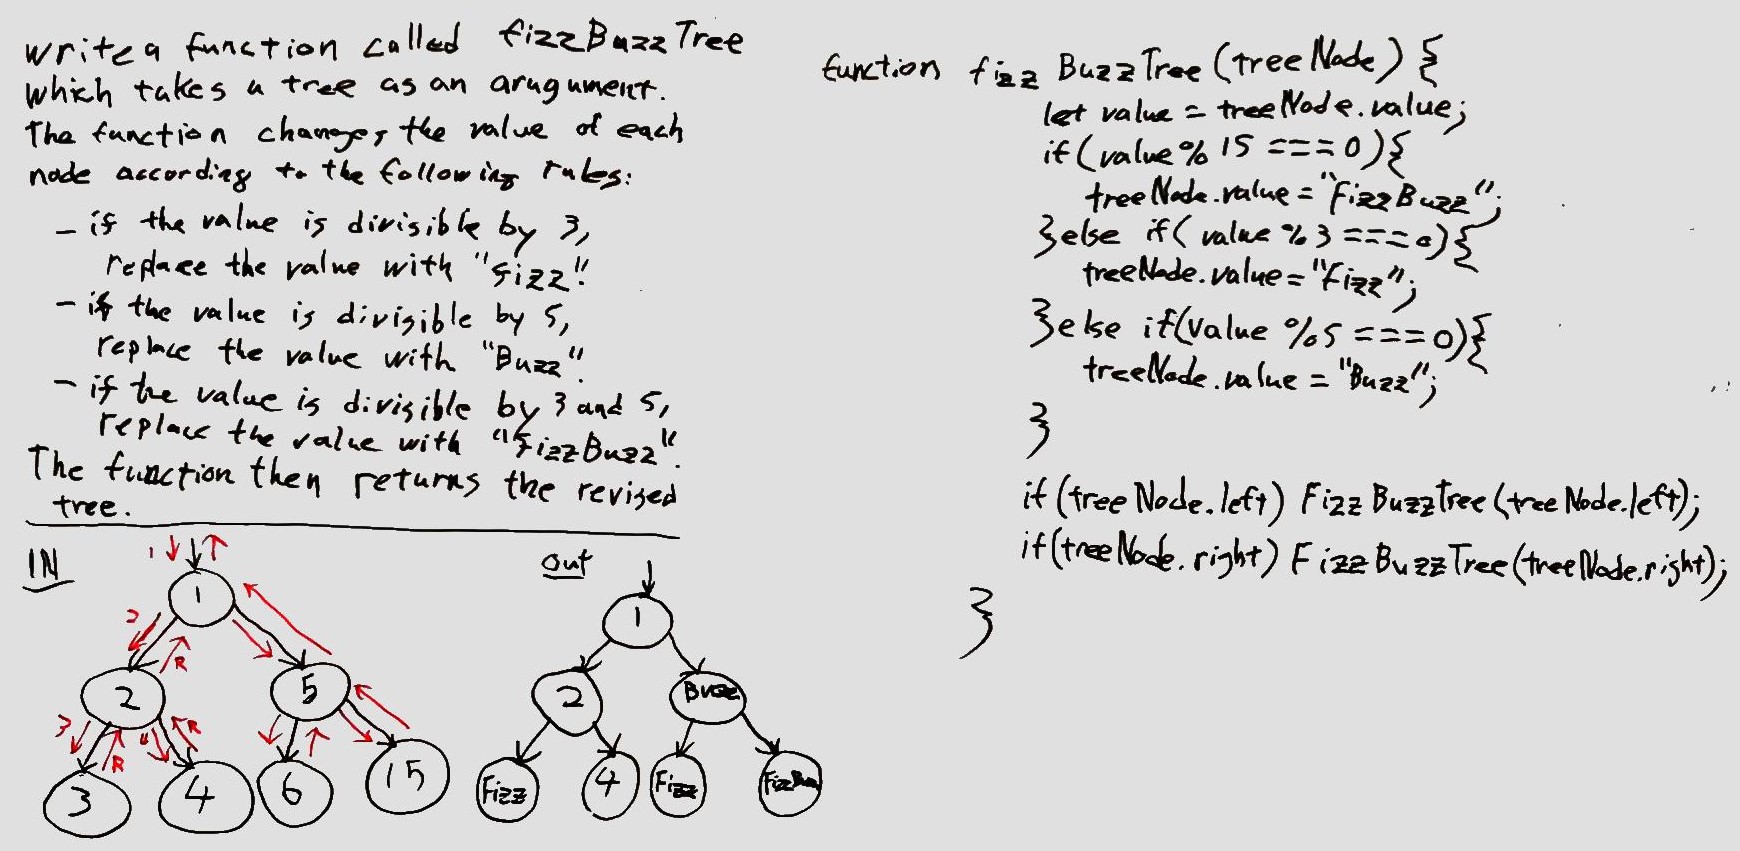 write a function called fizzBuzzTree
which takes a tree as an arugument.
The function changes the value of each
node according to the following rules:
- if the value is divisible by 3,
replace the value with "Fizz".
- if the value is divisible by 5,
replace the value with "Buzz".
- if the value is divisible by 3 and 5,
replace the value with "FizzBuzz".
The function then returns the revised
tree.
IN
1
1
2
R
2
5
3
R
4
R
3
4
6
15
Out
1
2
Buzz
Fizz
4
Fizz
FizzBuzz
function fizzBuzzTree(treeNode) {
let value = treeNode.value;
if (value % 15 === 0){
treeNode.value = "FizzBuzz";
}else if( value % 3 === 0){
treeNode.value = "Fizz";
}else if(value % 5 === 0){
treeNode.value = "Buzz";
}
if (treeNode.left) FizzBuzzTree(treeNode.left);
if(treeNode.right) FizzBuzzTree(treeNode.right);
}